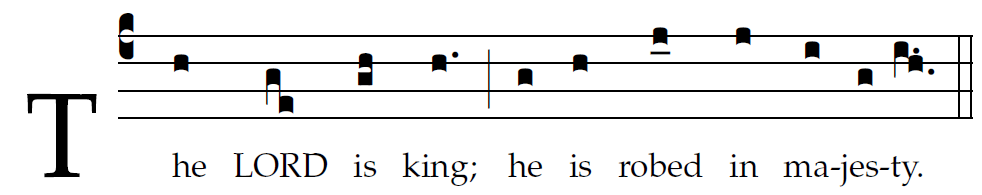 The LORD is king; he is robed in ma-jes-ty.